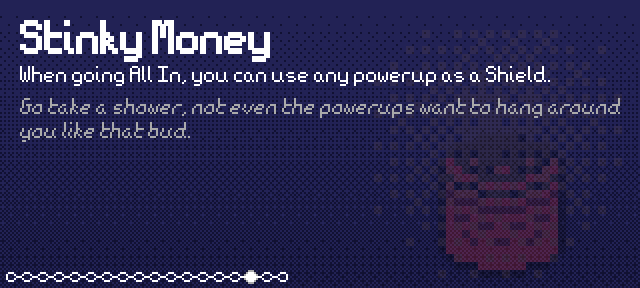 Stinky Money
When going All In, you can use any powerup as a Shield.
Go take a shower, not even the powerups want to hang around
you like that bud.